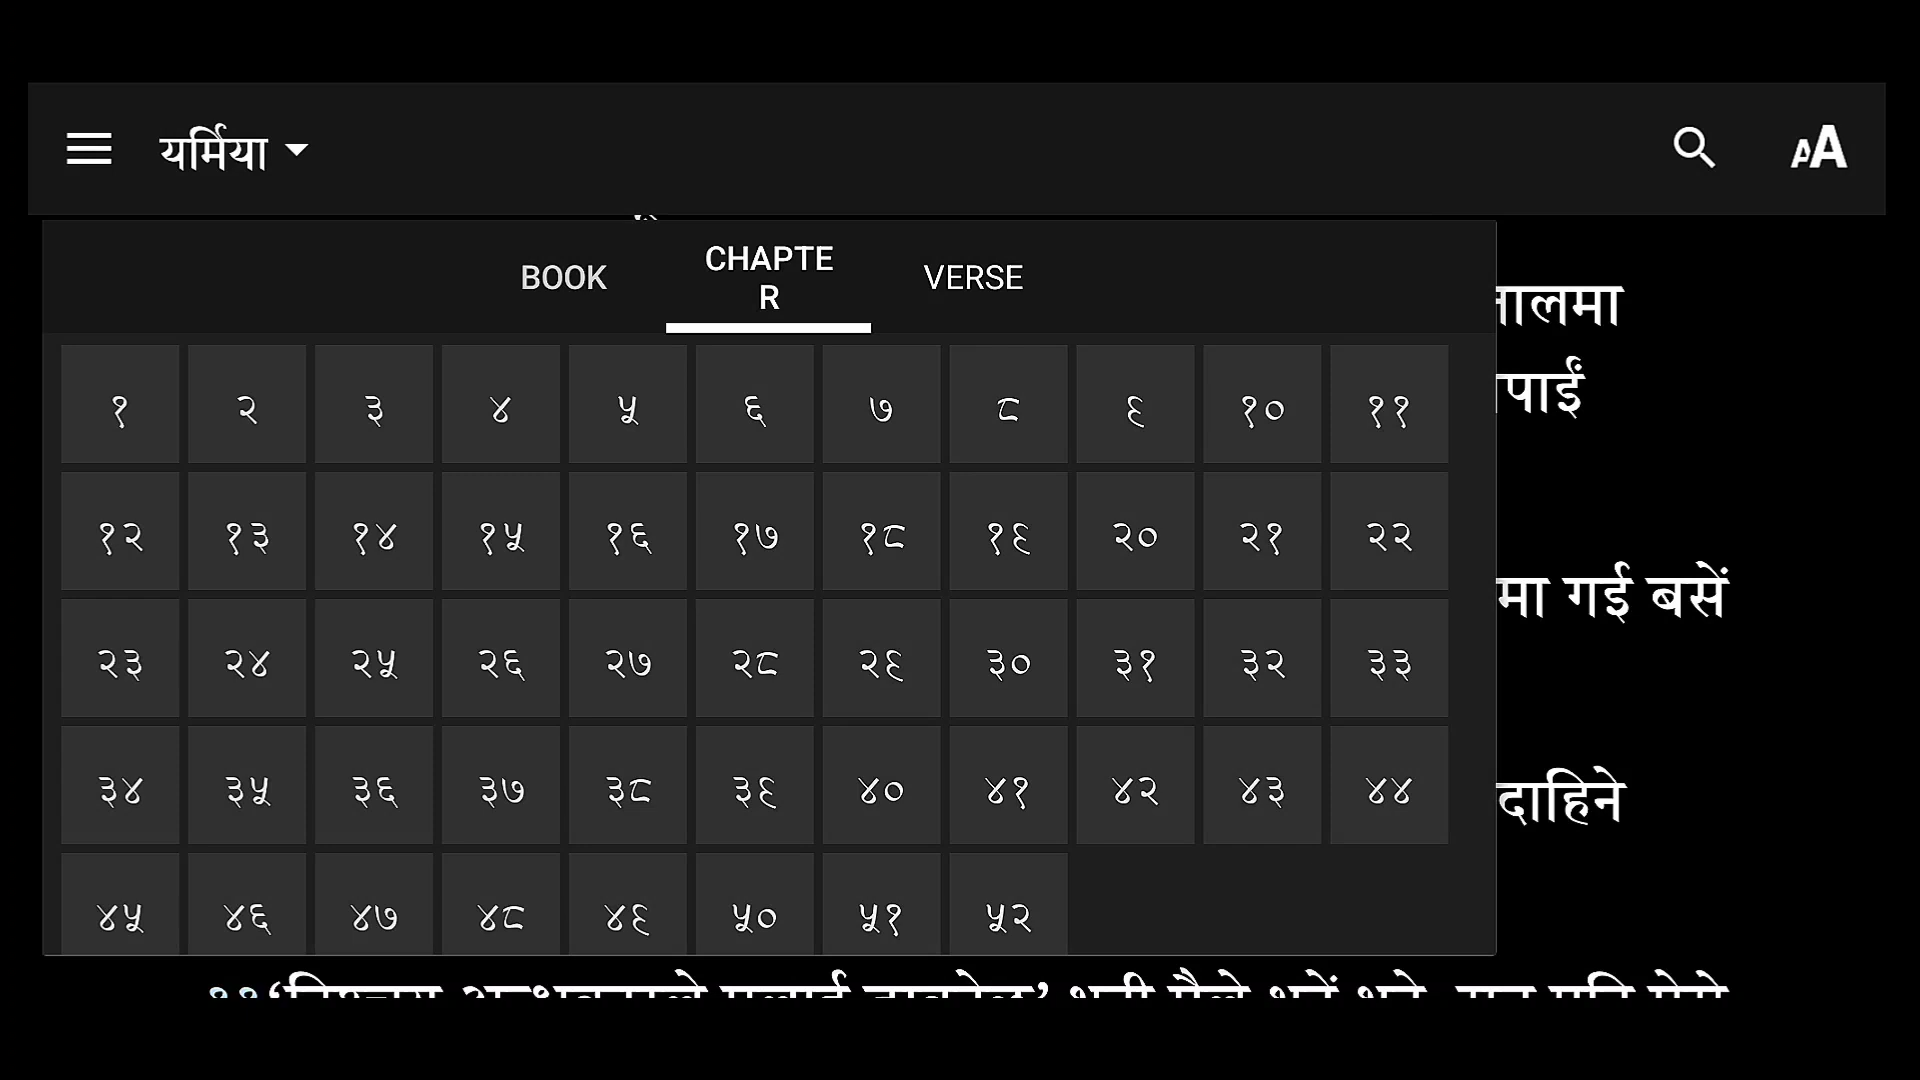 यर्मिया
BOOK
CHAPTE
R
VERSE
१ २ ३ ४ ५ ६ ७ ८ ९ १० ११
१२ १३ १४ १५ १६ १७ १८ १९ २० २१ २२
२३ २४ २५ २६ २७ २८ २९ ३० ३१ ३२ ३३
३४ ३५ ३६ ३७ ३८ ३९ ४० ४१ ४२ ४३ ४४
४५ ४६ ४७ ४८ ४९ ५० ५१ ५२
पाईं
मा गई बसें
दाहिने